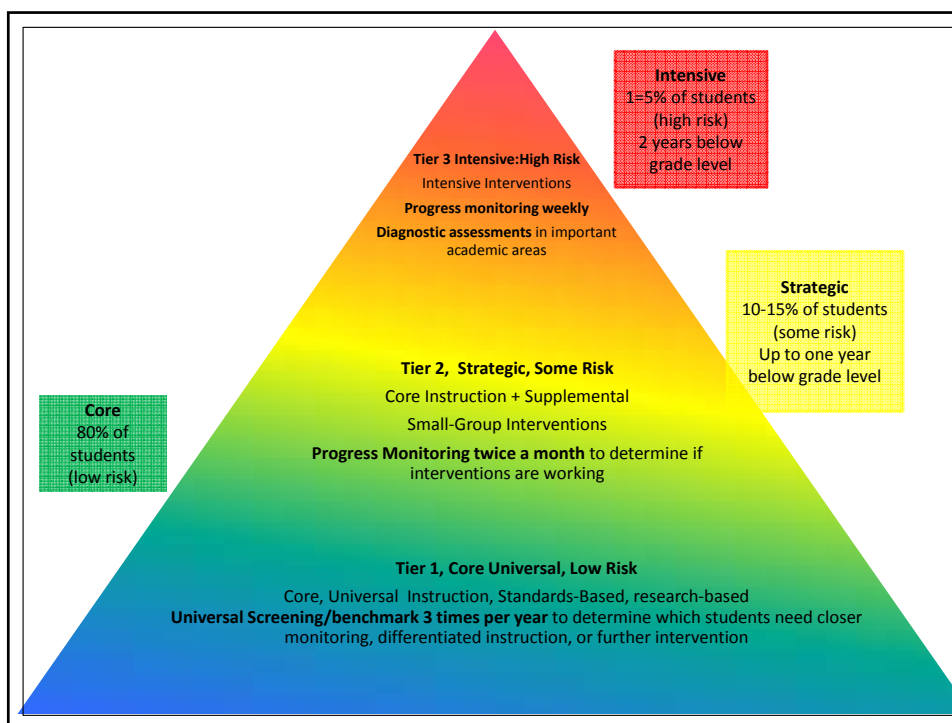 Intensive
1=5% of students
(high risk)
2 years below
grade level
Tier 3 Intensive:High Risk
Intensive Interventions
Progress monitoring weekly
Diagnostic assessments in important
academic areas
Strategic
10-15% of students
(some risk)
Up to one year
below grade level
Tier 2, Strategic, Some Risk
Core Instruction + Supplemental
Small-Group Interventions
Progress Monitoring twice a month to determine if
interventions are working
Core
80% of
students
(low risk)
Tier 1, Core Universal, Low Risk
Core, Universal Instruction, Standards-Based, research-based
Universal Screening/benchmark 3 times per year to determine which students need closer
monitoring, differentiated instruction, or further intervention